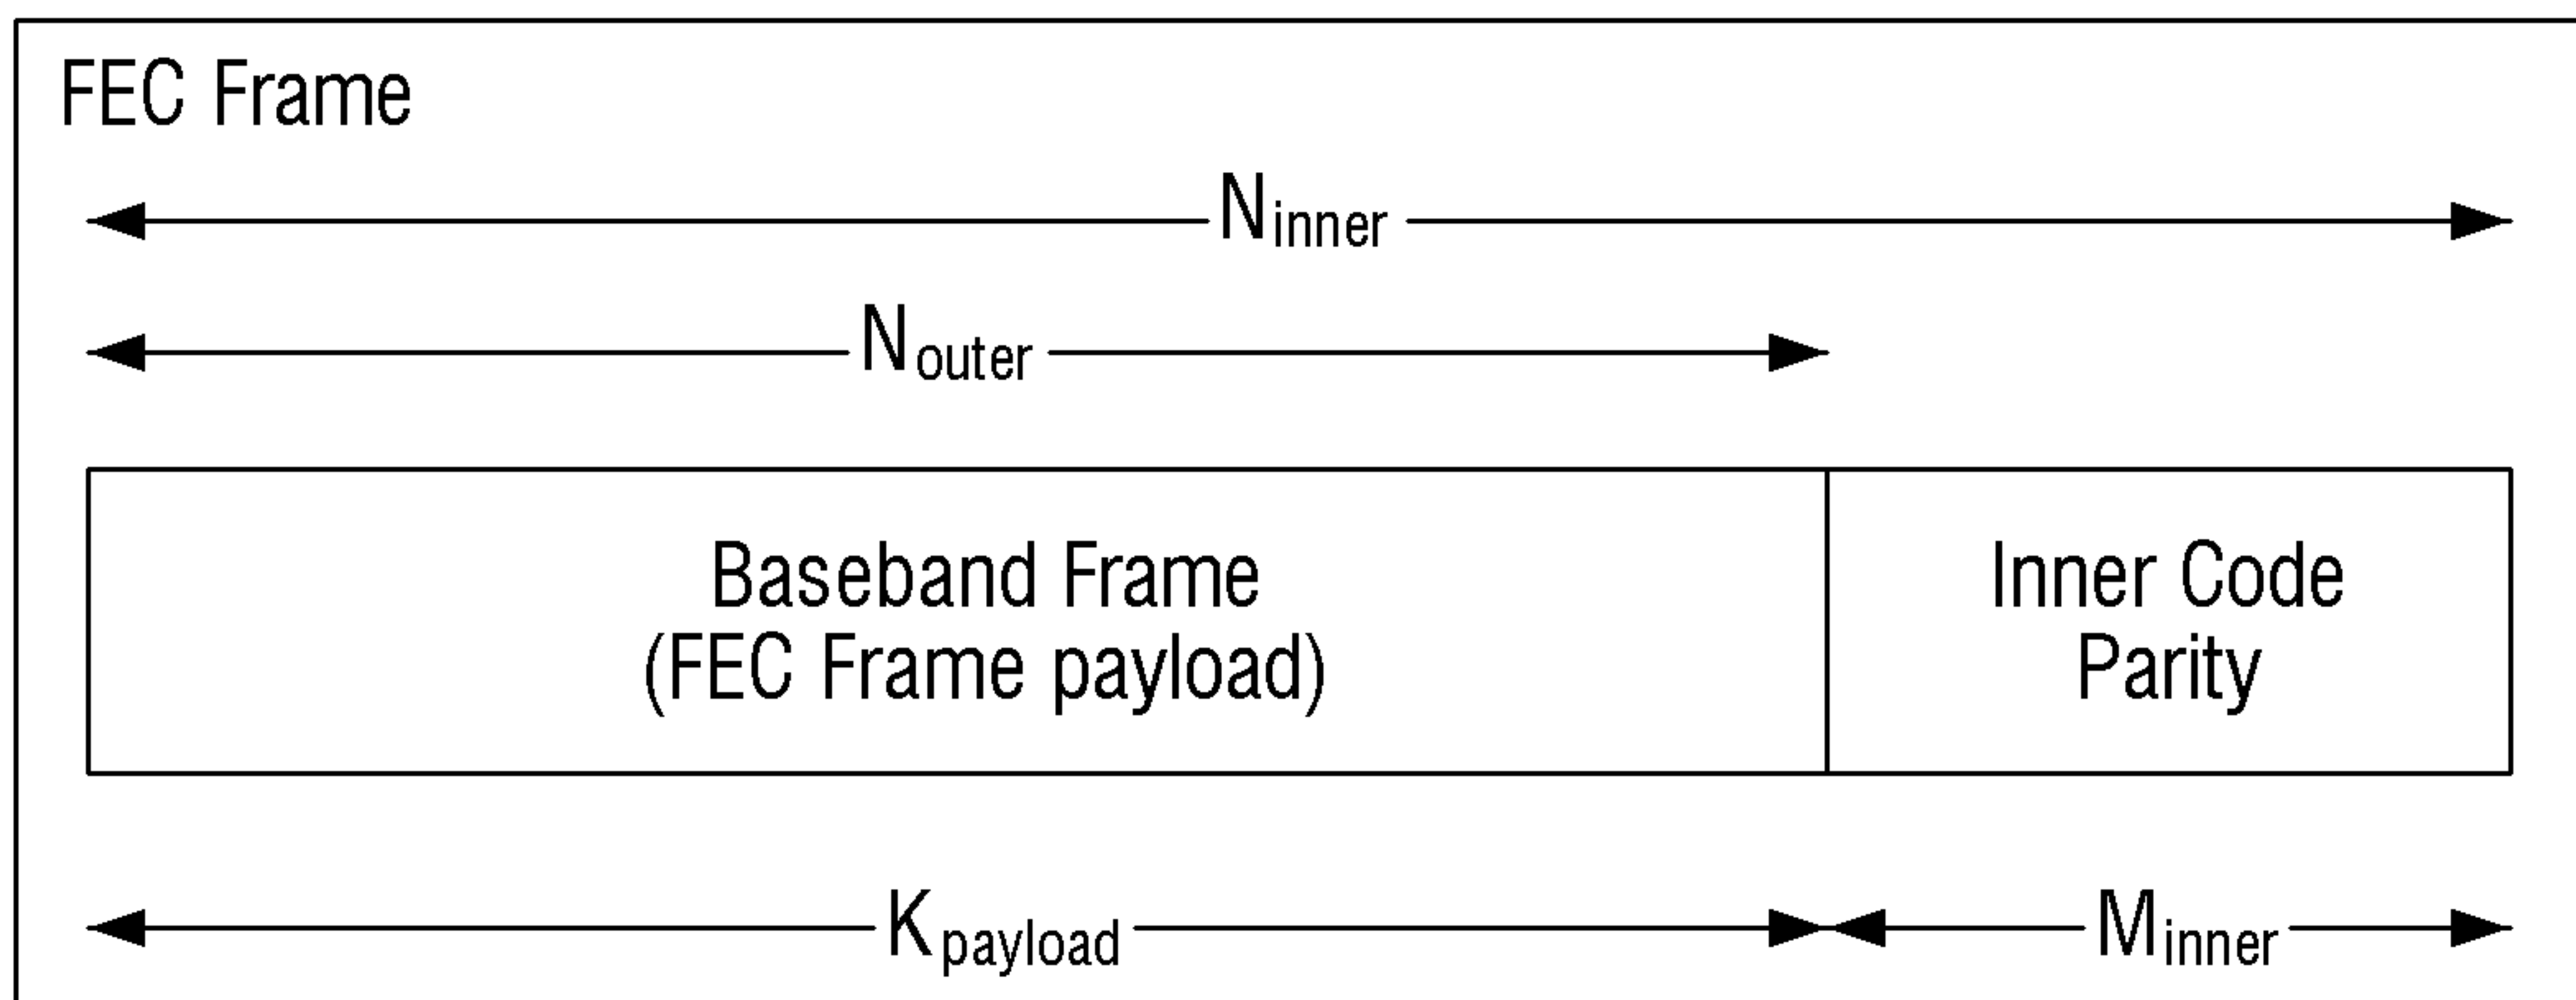 FEC Frame
Ninner
Nouter
Baseband Frame
(FEC Frame payload)
Inner Code
Parity
Kpayload
Minner